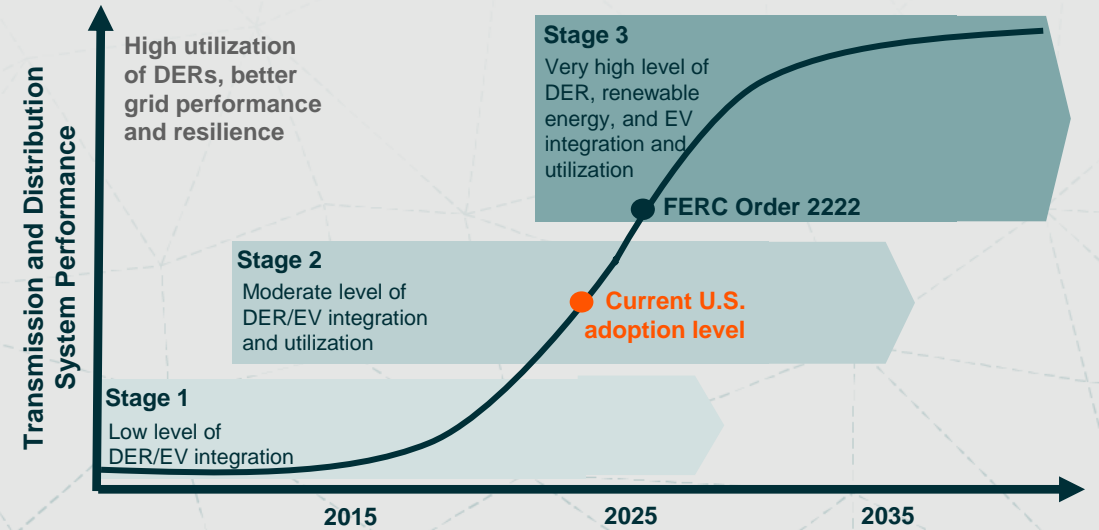 Transmission and Distribution
System Performance
High utilization
of DERs, better
grid performance
and resilience
Stage 3
Very high level of
DER, renewable
energy, and EV
integration and
utilization
FERC Order 2222
Stage 2
Moderate level of
DER/EV integration
and utilization
Current U.S.
adoption level
Stage 1
Low level of
DER/EV integration
2015 2025 2035